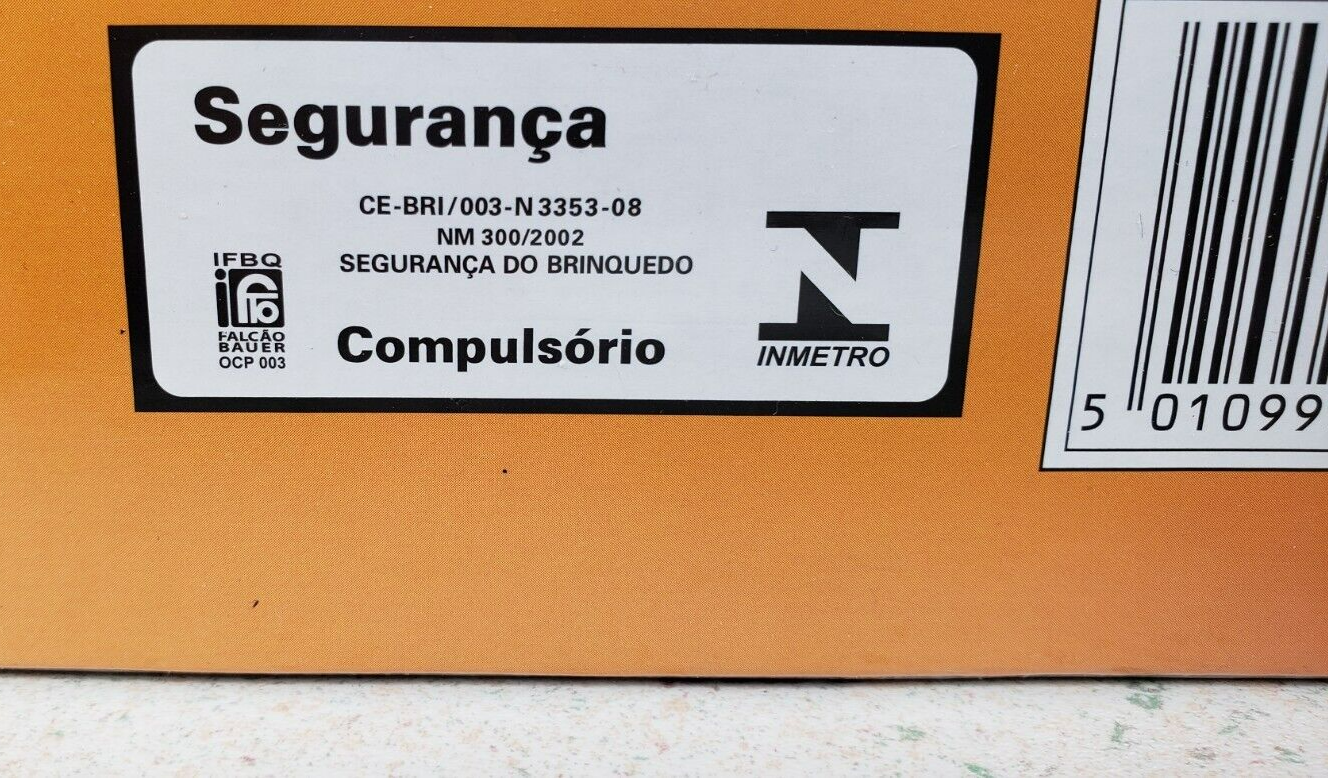 Segurança
CE-BRI/003-N 3353-08
NM 300/2002
SEGURANÇA DO BRINQUEDO
IFBQ
FALCÃO
BAUER
OCP 003
Compulsório
INMETRO
5 01099